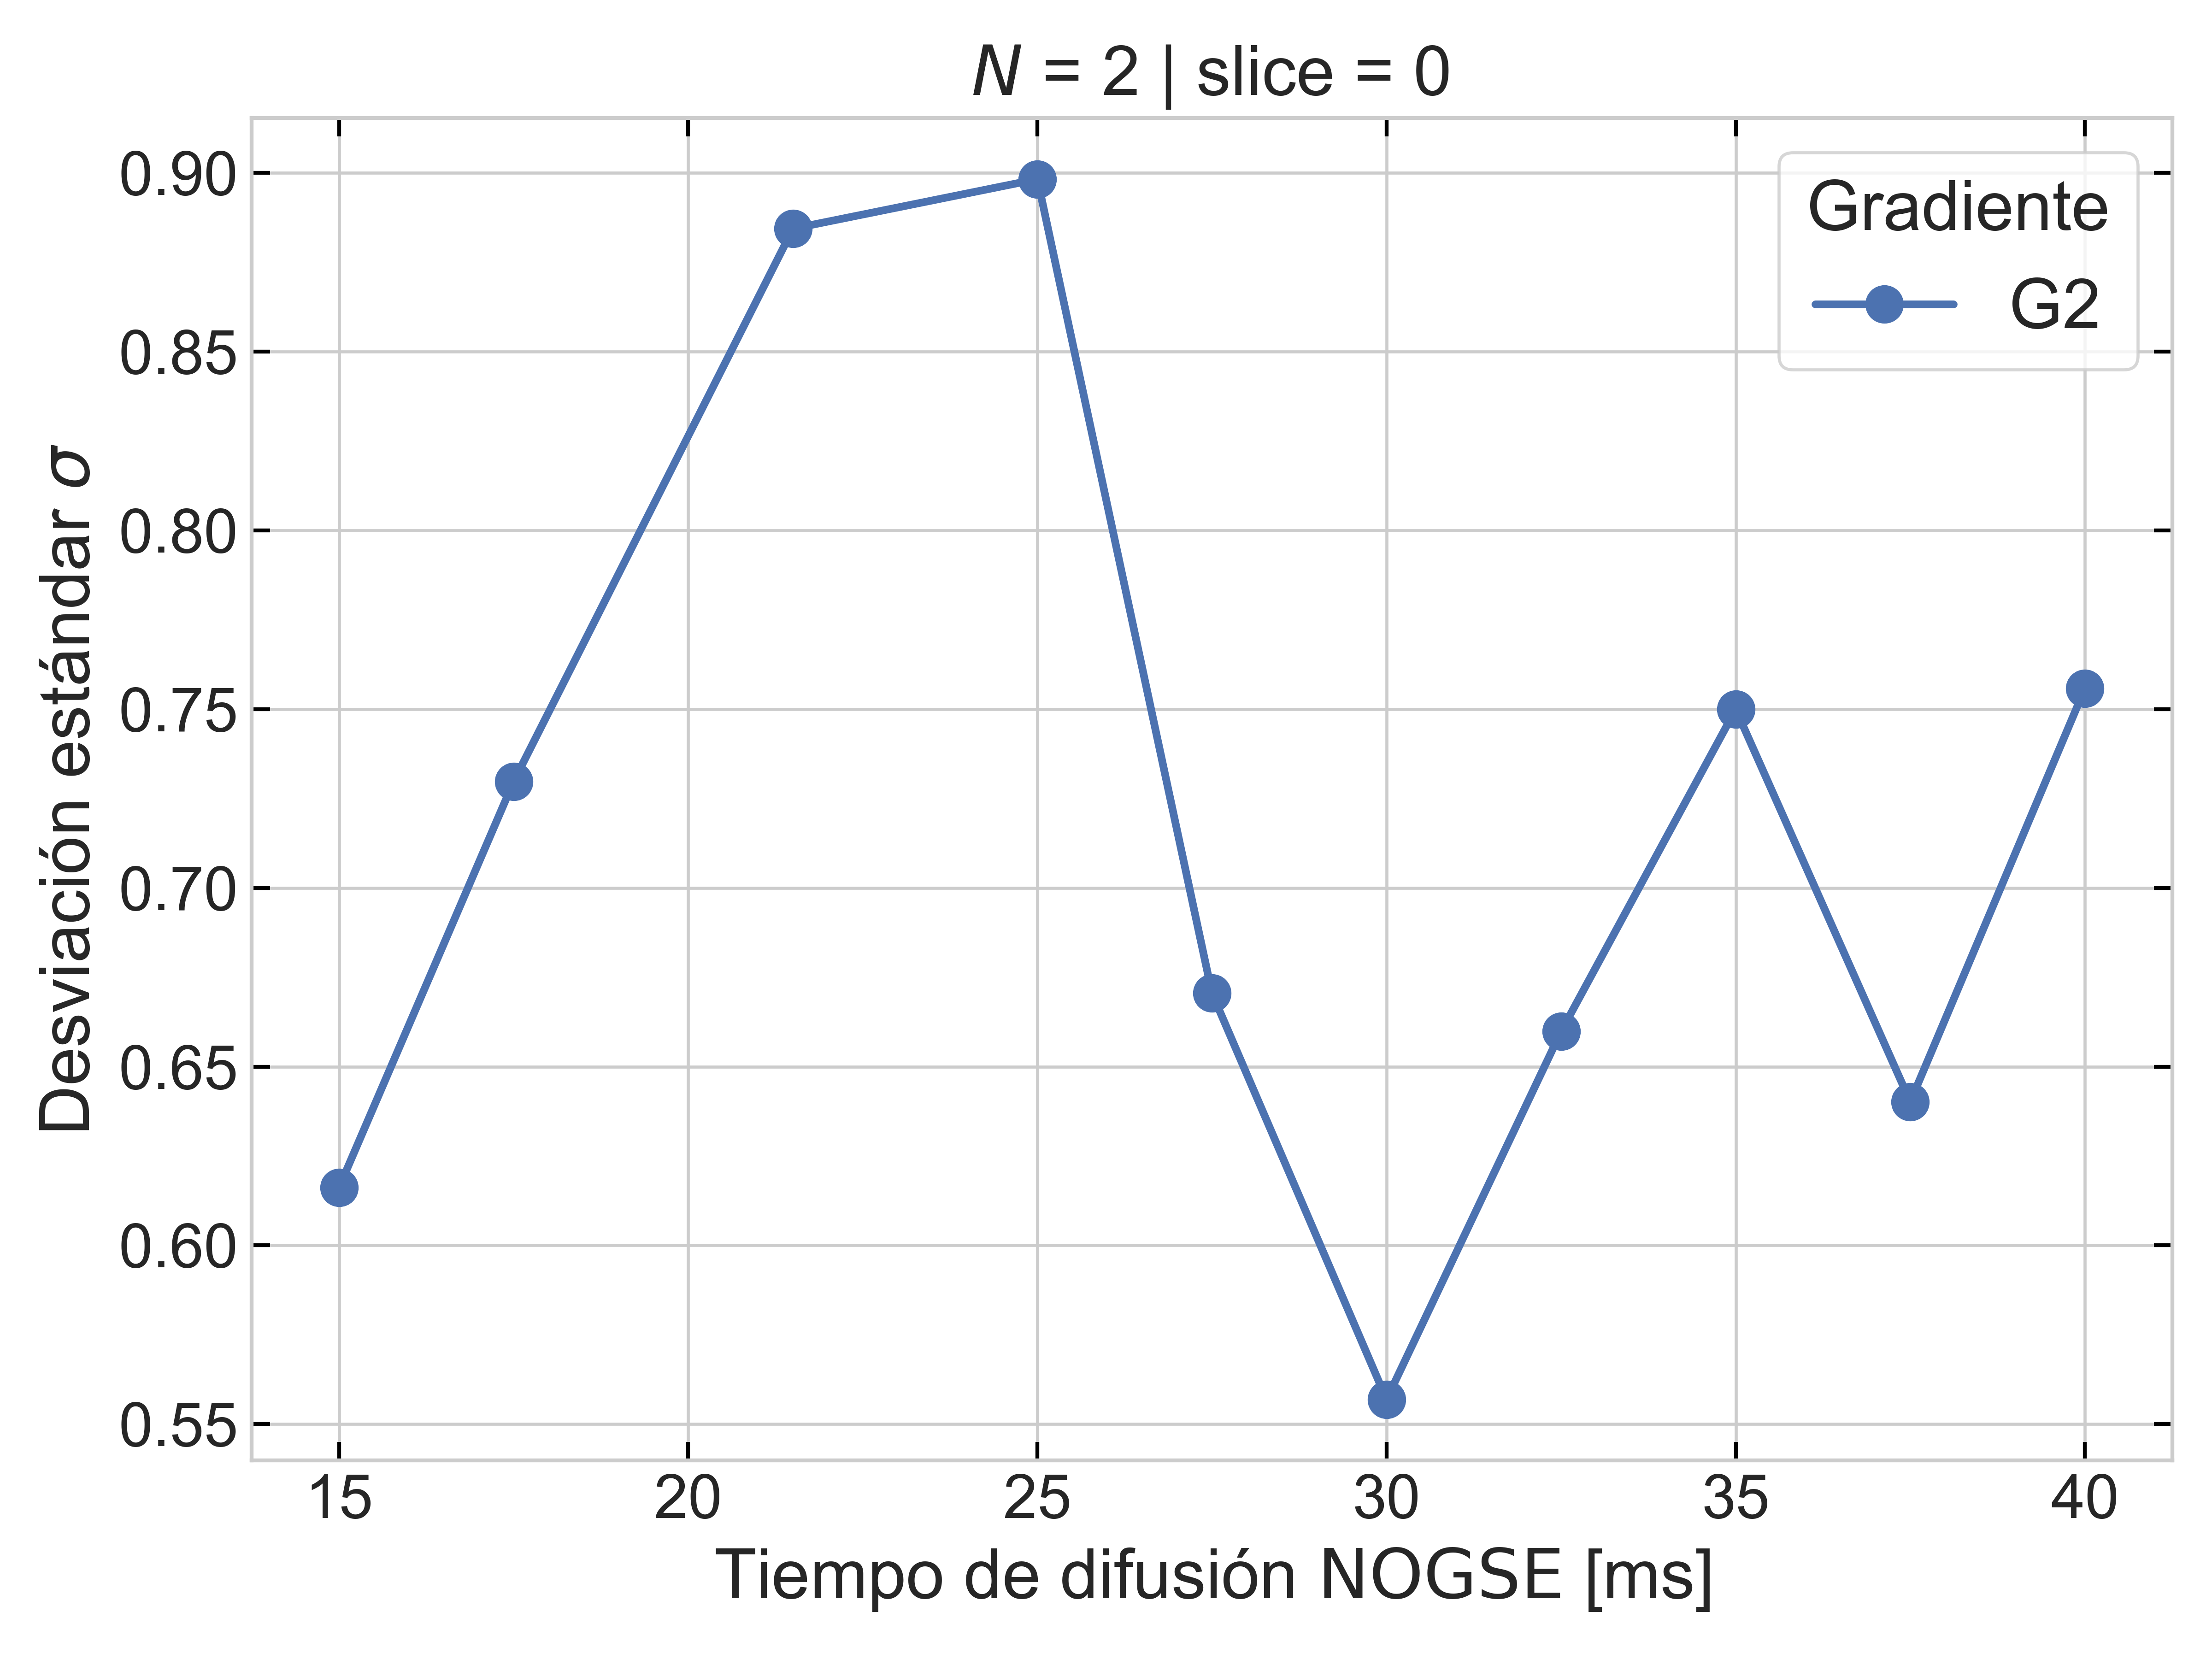 N = 2 | slice = 0
Desviación estándar σ
0.90
0.85
0.80
0.75
0.70
0.65
0.60
0.55
Gradiente
G2
15 20 25 30 35 40
Tiempo de difusión NOGSE [ms]